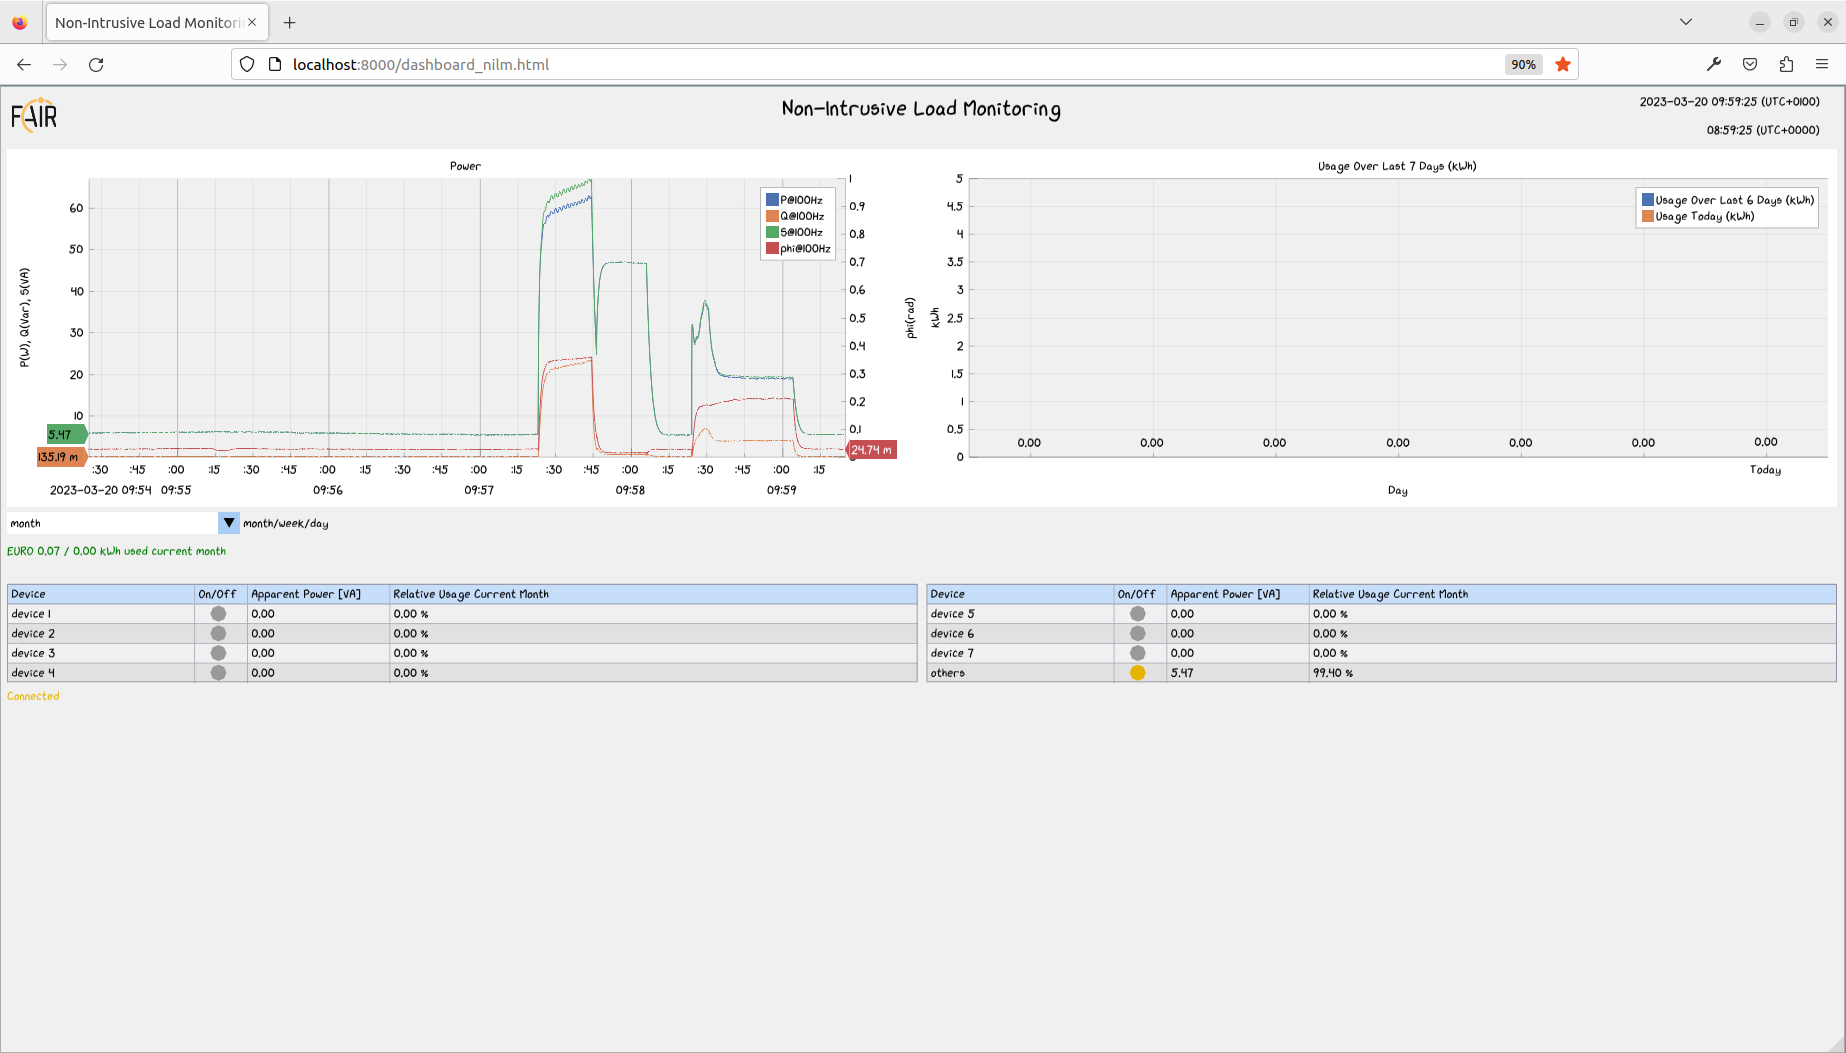 Non-Intrusive Load Monitori
localhost:8000/dashboard_nilm.html
90%
FAIR
Non-Intrusive Load Monitoring
2023-03-20 09:59:25 (UTC+0100)
08:59:25 (UTC+0000)
Power
P(W), Q(Var), S(VA)
60
50
40
30
20
10
5.47
135.19 m
P@100Hz
Q@100Hz
S@100Hz
phi@100Hz
1
0.9
0.8
0.7
0.6
0.5
0.4
0.3
0.2
0.1
0
24.74 m
phi(rad)
:30 :45 :00 :15 :30 :45 :00 :15 :30 :45 :00 :15 :30 :45 :00 :15 :30 :45 :00 :15
2023-03-20 09:54 09:55 09:56 09:57 09:58 09:59
Usage Over Last 7 Days (kWh)
kWh
5
4.5
4
3.5
3
2.5
2
1.5
1
0.5
0
Usage Over Last 6 Days (kWh)
Usage Today (kWh)
0.00 0.00 0.00 0.00 0.00 0.00 0.00
Today
Day
month
month/week/day
EURO 0.07 / 0.00 kWh used current month
Device On/Off Apparent Power [VA] Relative Usage Current Month
device 1 0.00 0.00 %
device 2 0.00 0.00 %
device 3 0.00 0.00 %
device 4 0.00 0.00 %
Device On/Off Apparent Power [VA] Relative Usage Current Month
device 5 0.00 0.00 %
device 6 0.00 0.00 %
device 7 0.00 0.00 %
others 5.47 99.40 %
Connected